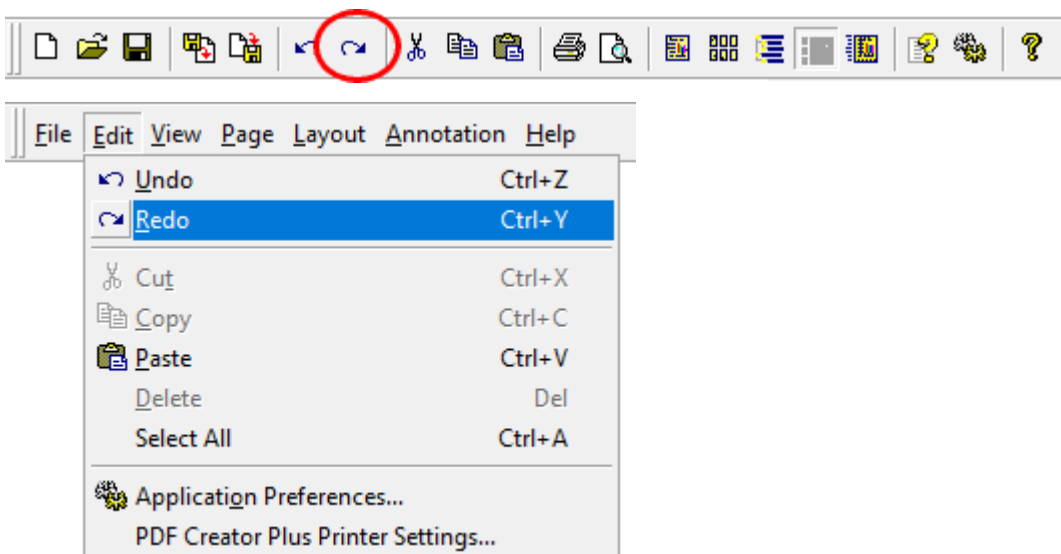 File Edit View Page Layout Annotation Help
Undo Ctrl+Z
Redo Ctrl+Y
Cut Ctrl+X
Copy Ctrl+C
Paste Ctrl+V
Delete Del
Select All Ctrl+A
Application Preferences...
PDF Creator Plus Printer Settings...